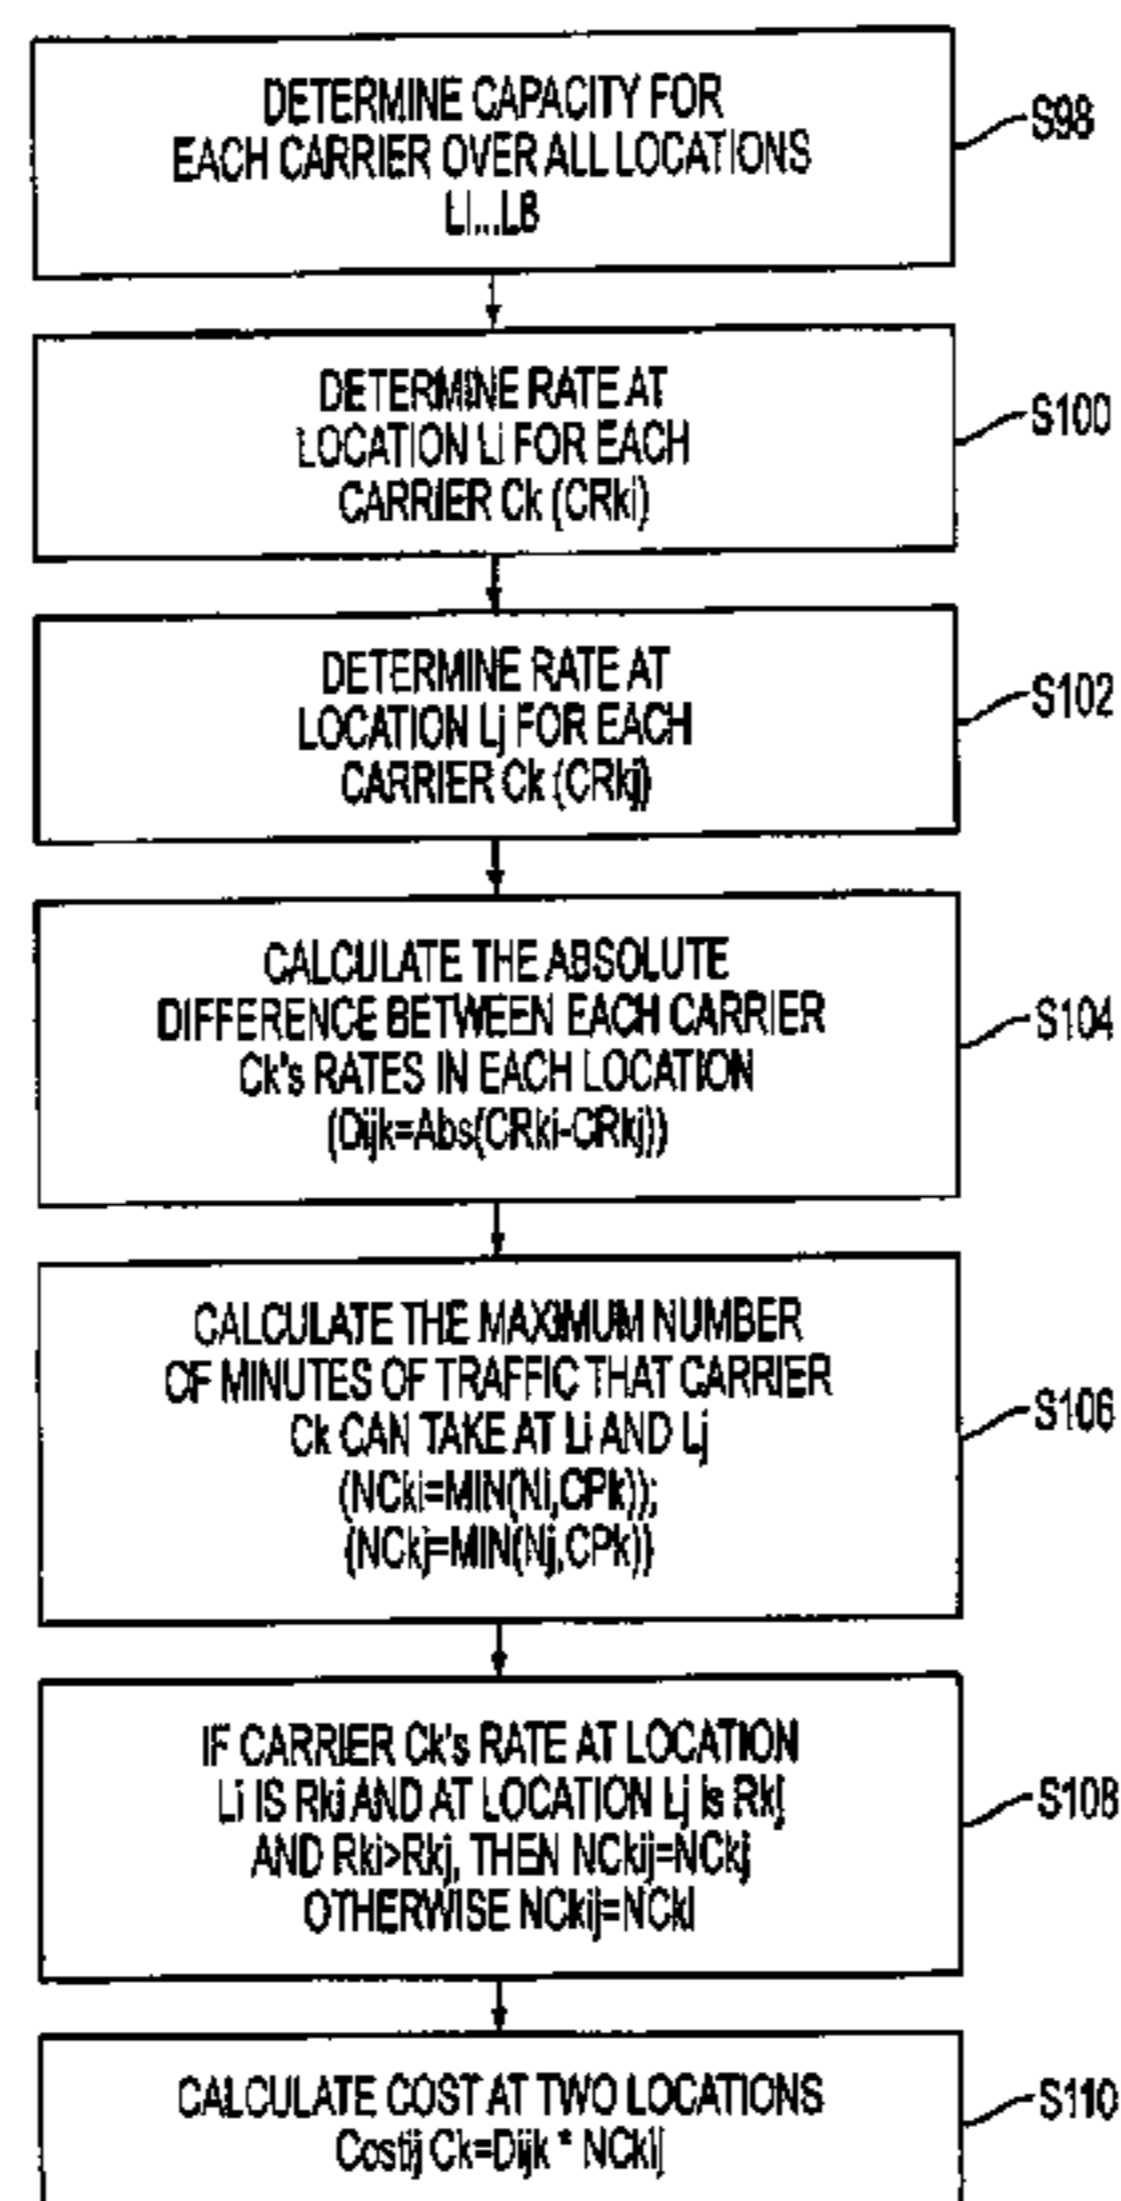 DETERMINE CAPACITY FOR
EACH CARRIER OVER ALL LOCATIONS
Li...L8
S98
DETERMINE RATE AT
LOCATION Li FOR EACH
CARRIER Ck (CRki)
S100
DETERMINE RATE AT
LOCATION Lj FOR EACH
CARRIER Ck (CRkj)
S102
CALCULATE THE ABSOLUTE
DIFFERENCE BETWEEN EACH CARRIER
Ck's RATES IN EACH LOCATION
(Dijk=Abs(CRki-CRkj))
S104
CALCULATE THE MAXIMUM NUMBER
OF MINUTES OF TRAFFIC THAT CARRIER
Ck CAN TAKE AT Li AND Lj
(NCki=MIN(Ni,CPk));
(NCkj=MIN(Nj,CPk))
S106
IF CARRIER Ck's RATE AT LOCATION
Li IS Rki AND AT LOCATION Lj is Rkj
AND Rki>Rkj, THEN NCkij=NCkj
OTHERWISE NCkij=NCki
S108
CALCULATE COST AT TWO LOCATIONS
Costij Ck=Dijk * NCkij
S110